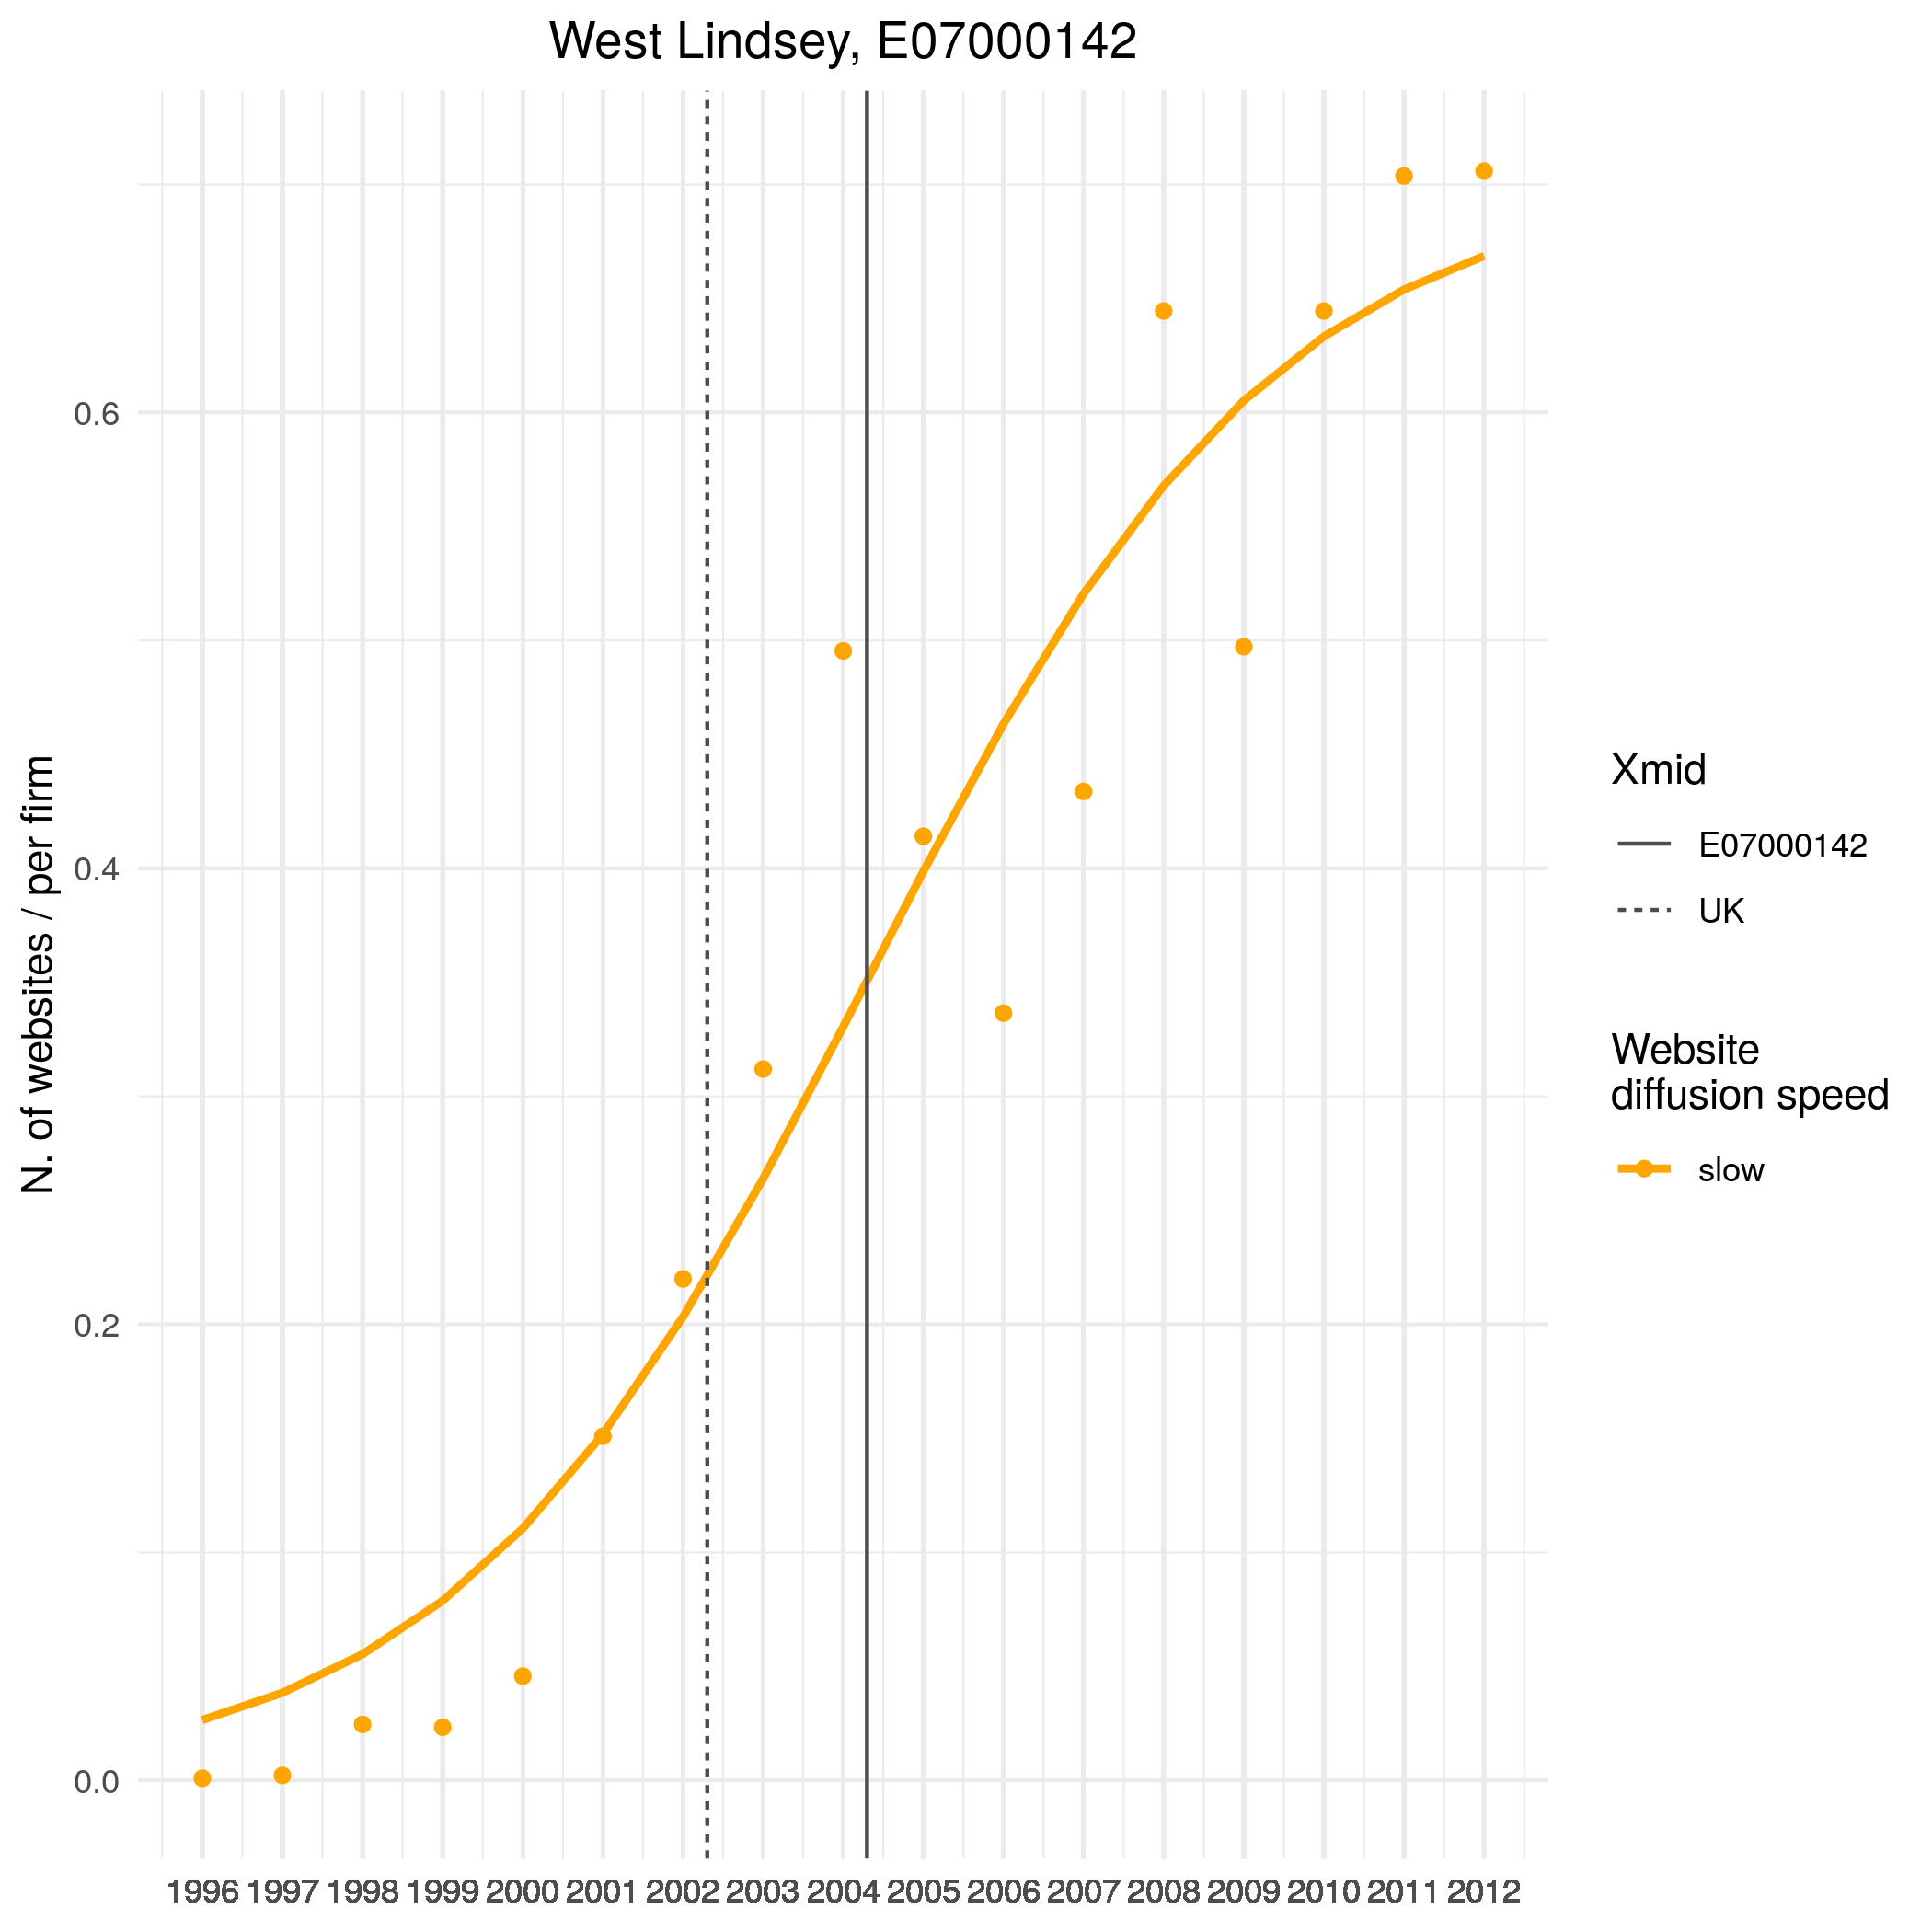 West Lindsey, E07000142
N. of websites / per firm
0.6
0.4
0.2
0.0
1996 1997 1998 1999 2000 2001 2002 2003 2004 2005 2006 2007 2008 2009 2010 2011 2012
Xmid
E07000142
UK
Website
diffusion speed
slow